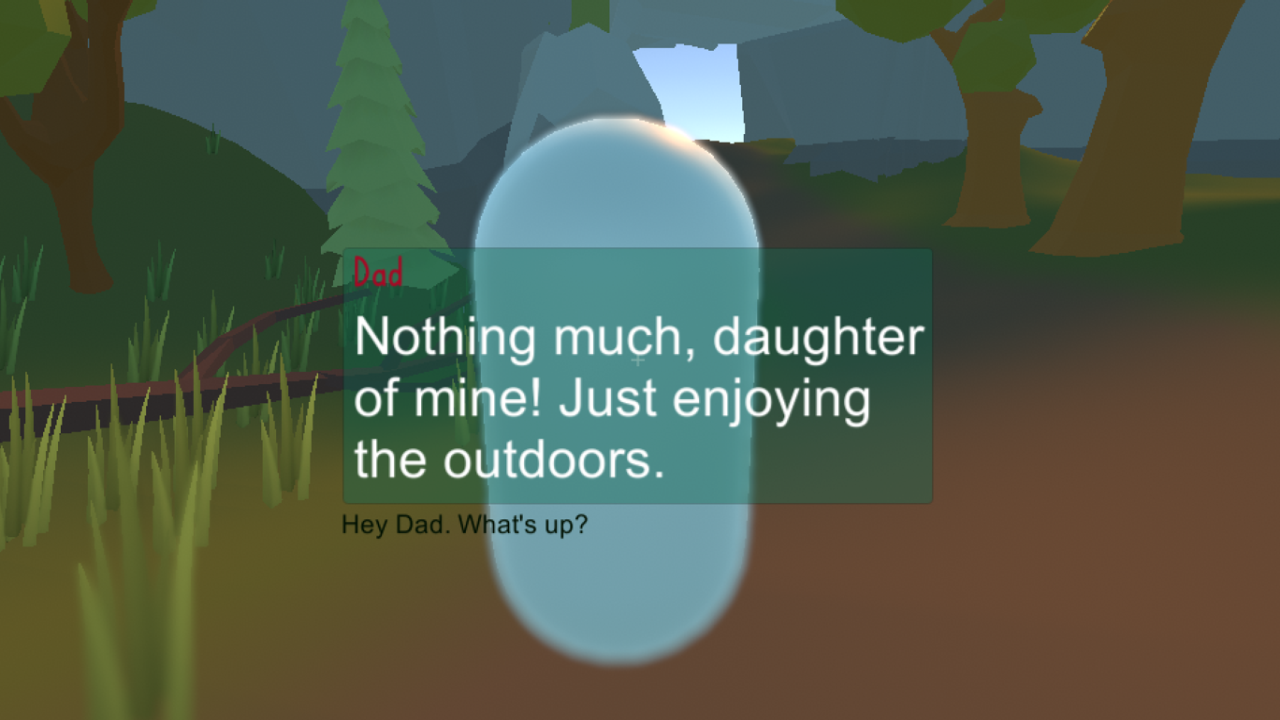 Dad
Nothing much, daughter
of mine! Just enjoying
the outdoors.
Hey Dad. What's up?